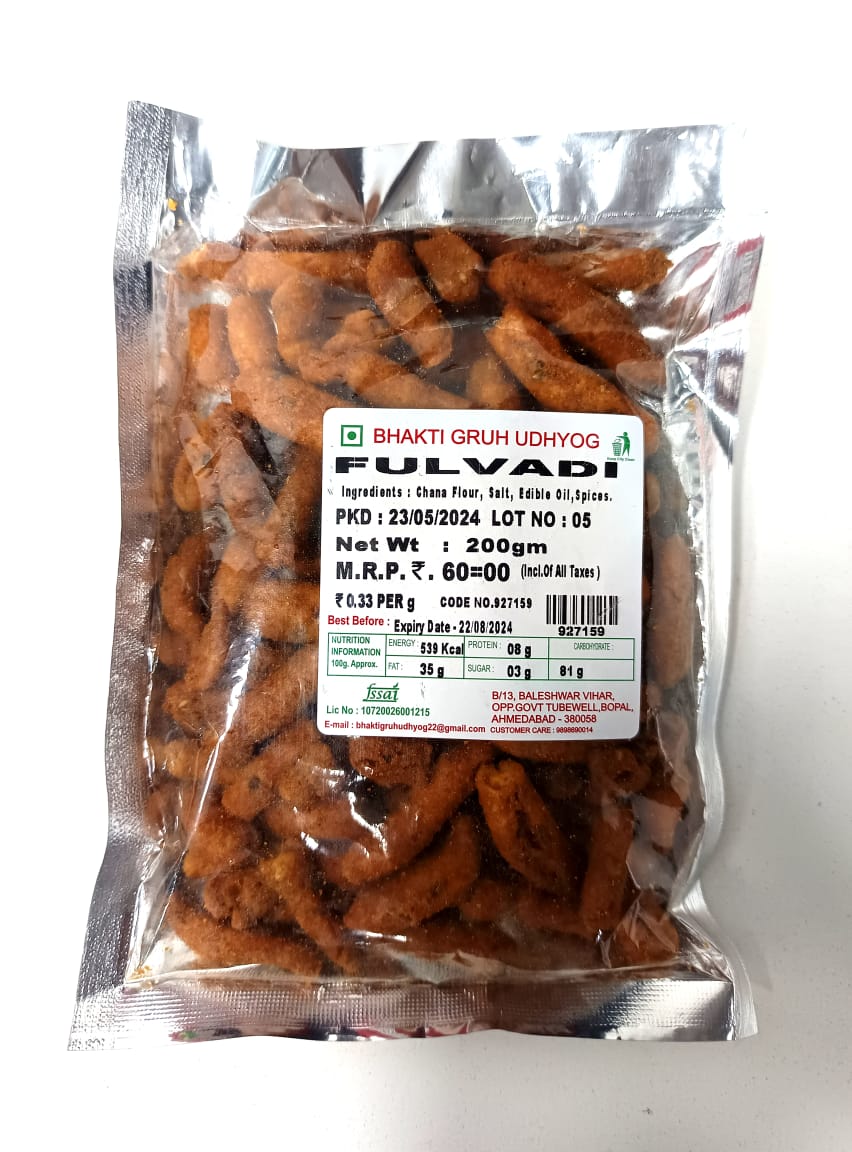 BHAKTI GRUH UDHYOG
FULVADI
Ingredients : Chana Flour, Salt, Edible Oil,Spices.
PKD : 23/05/2024 LOT NO : 05
Net Wt : 200gm
M.R.P. ₹. 60=00 (Incl.Of All Taxes)
₹ 0.33 PER g CODE NO.927159
927159
Best Before : Expiry Date - 22/08/2024
NUTRITION INFORMATION 100g. Approx.
ENERGY : 539 Kcal PROTEIN : 08 g CARBOHYDRATE :
FAT : 35 g SUGAR : 03 g 81 g
fssai
Lic No : 10720026001215
E-mail : bhaktigruhudhyog22@gmail.com
B/13, BALESHWAR VIHAR,
OPP.GOVT TUBEWELL,BOPAL,
AHMEDABAD - 380058
CUSTOMER CARE : 9898690014